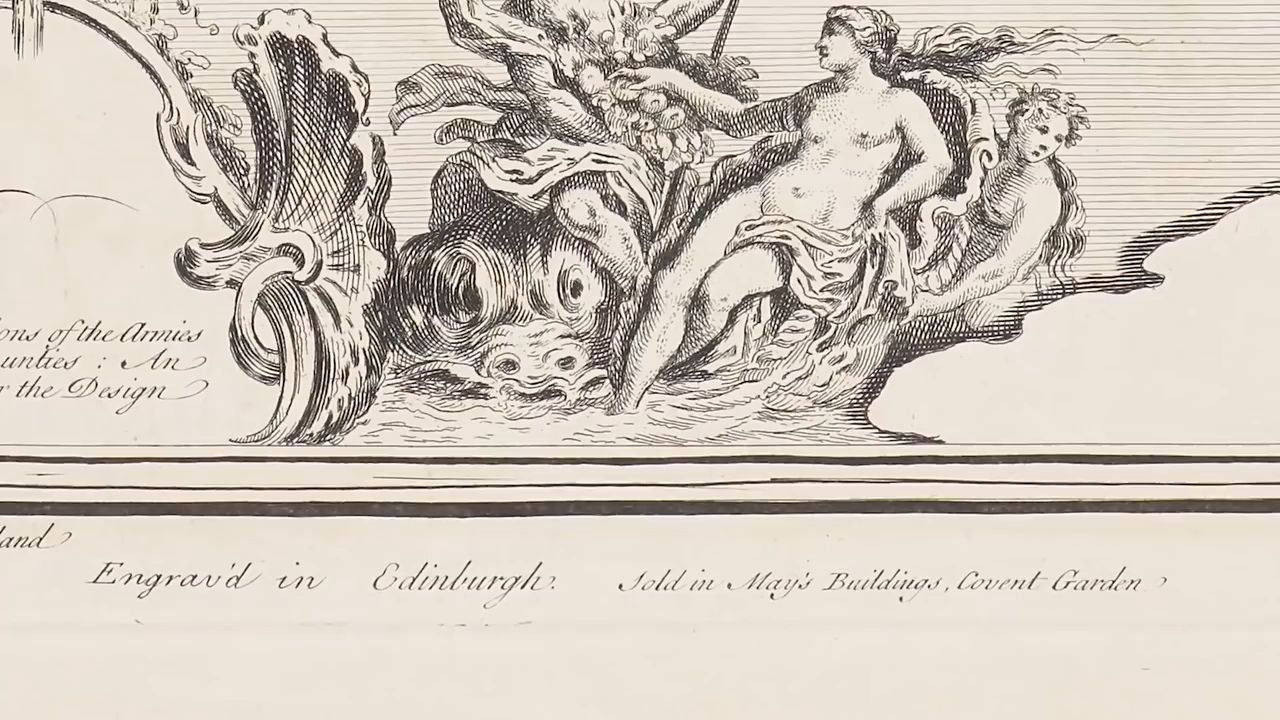 ons of the Armies
unties : An
r the Design
land
Engrav'd in Edinburgh. Sold in May's Buildings, Covent Garden